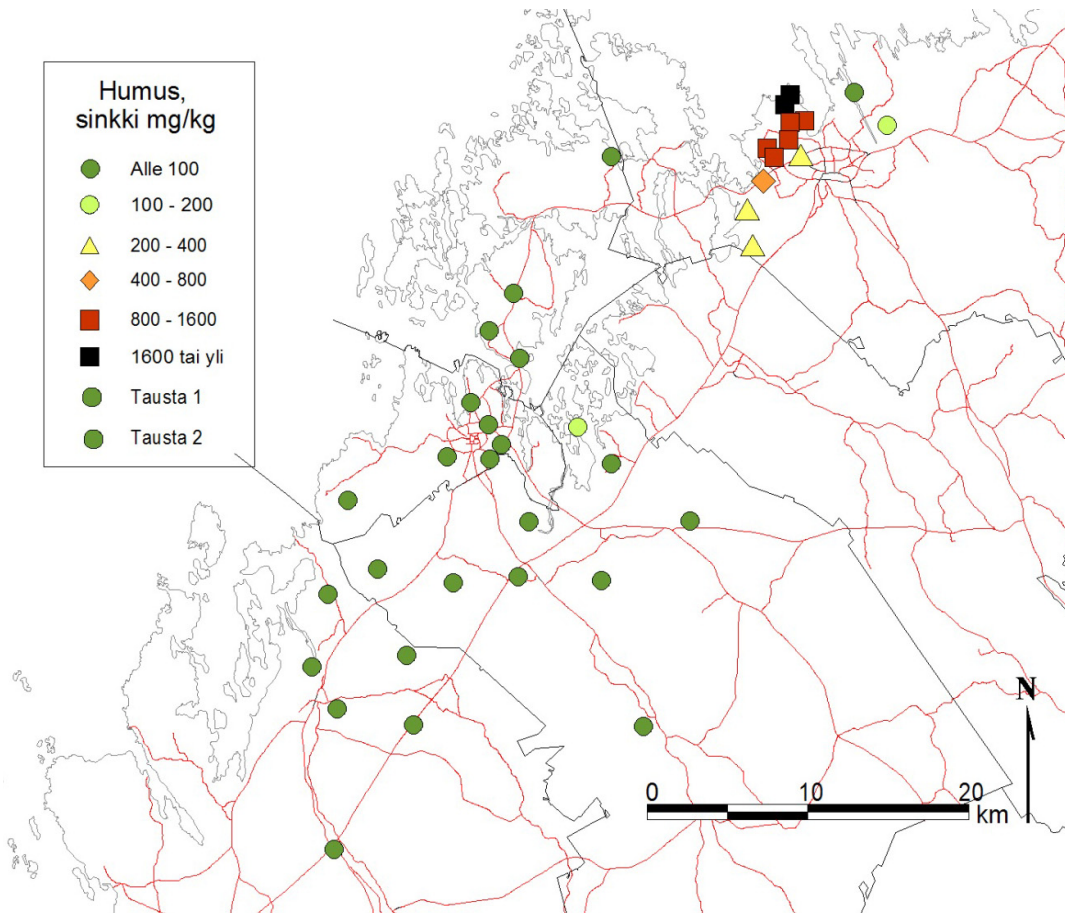 Humus,
sinkki mg/kg
Alle 100
100 - 200
200 - 400
400 - 800
800 - 1600
1600 tai yli
Tausta 1
Tausta 2
N
0 10 20
km